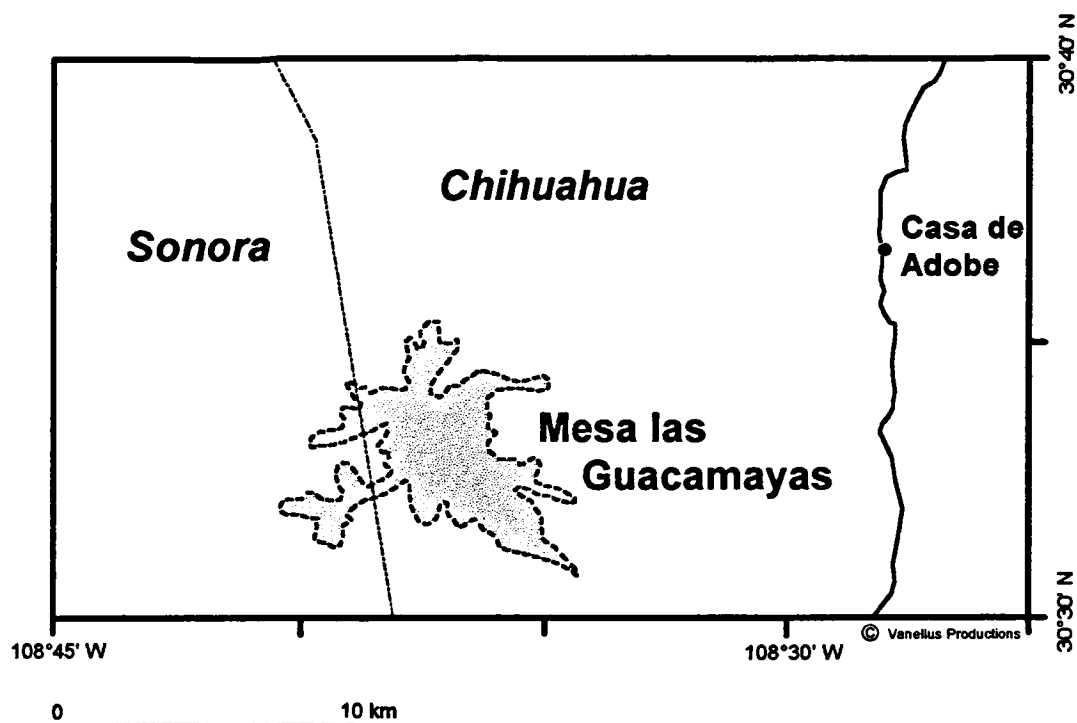 30°40' N
Chihuahua
Sonora
Casa de
Adobe
Mesa las
Guacamayas
30°30' N
© Vanellus Productions
108°45' W
108°30' W
0 10 km